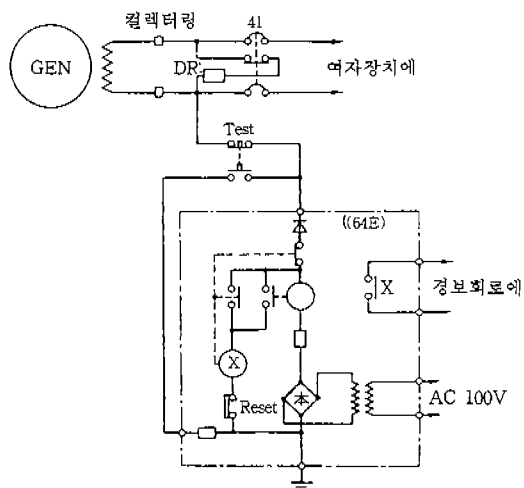 컬렉터링
41
GEN
DR
여자장치에
Test
((64E)
X
경보회로에
X
Reset
AC 100V